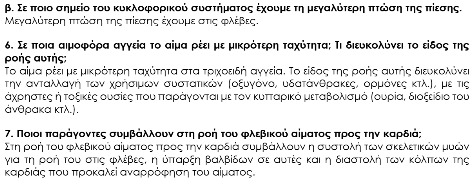 β. Σε ποιο σημείο του κυκλοφορικού συστήματος έχουμε τη μεγαλύτερη πτώση της πίεσης.
Μεγαλύτερη πτώση της πίεσης έχουμε στις φλέβες.
6. Σε ποια αιμοφόρα αγγεία το αίμα ρέει με μικρότερη ταχύτητα; Τι διευκολύνει το είδος της
ροής αυτής;
Το αίμα ρέει με μικρότερη ταχύτητα στα τριχοειδή αγγεία. Το είδος της ροής αυτής διευκολύνει
την ανταλλαγή των χρήσιμων συστατικών (οξυγόνο, υδατάνθρακες, ορμόνες κτλ.), με τις
άχρηστες ή τοξικές ουσίες που παράγονται με τον κυτταρικό μεταβολισμό (ουρία, διοξείδιο του
άνθρακα κτλ.).
7. Ποιοι παράγοντες συμβάλλουν στη ροή του φλεβικού αίματος προς την καρδιά;
Στη ροή του φλεβικού αίματος προς την καρδιά συμβάλλουν η συστολή των σκελετικών μυών
για τη ροή του στις φλέβες, η ύπαρξη βαλβίδων σε αυτές και η διαστολή των κόλπων της
καρδιάς που προκαλεί αναρρόφηση του αίματος.